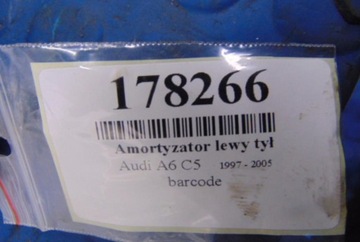 178266
Amortyzator lewy tył
Audi A6 C5 1997 - 2005
barcode